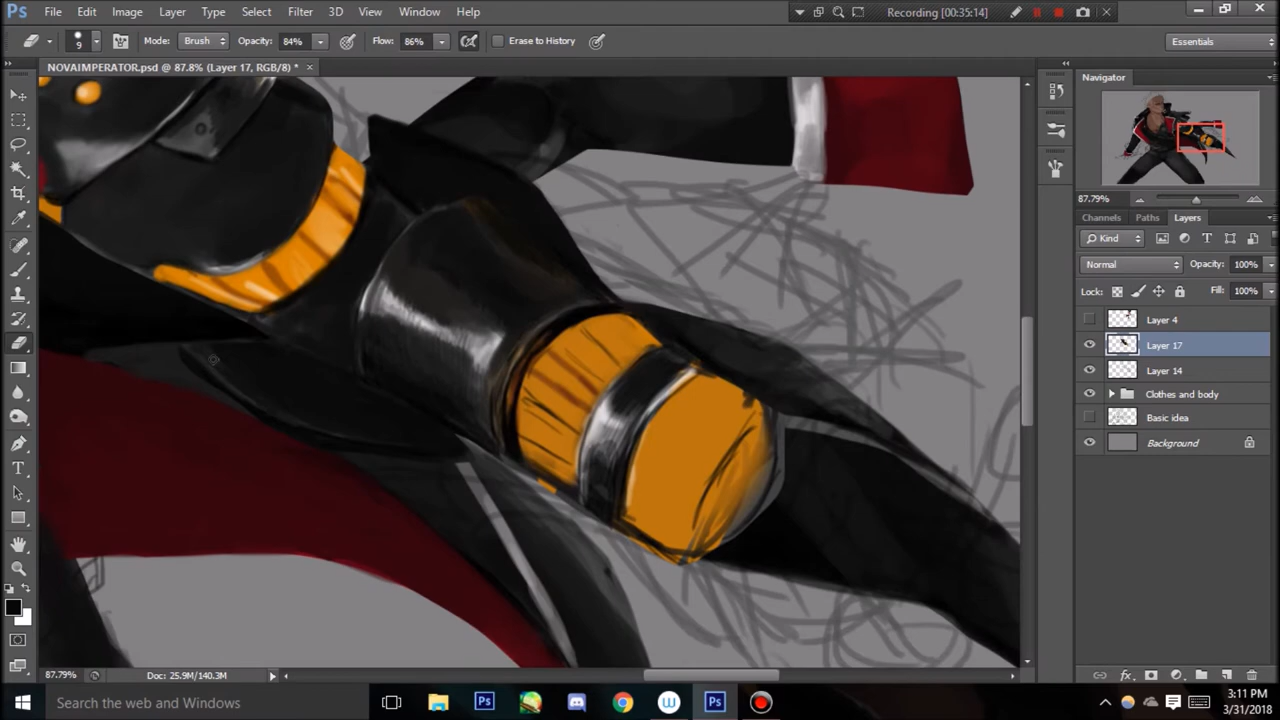 Ps File Edit Image Layer Type Select Filter 3D View Window Help
Recording [00:35:14]
9 Mode: Brush Opacity: 84% Flow: 86% Erase to History Essentials
NOVAIMPERATOR.psd @ 87.8% (Layer 17, RGB/8) * ×
Navigator
87.79%
Channels Paths Layers
Kind
Normal Opacity: 100%
Lock: Fill: 100%
Layer 4
Layer 17
Layer 14
Clothes and body
Basic idea
Background
87.79% Doc: 25.9M/140.3M
Search the web and Windows
3:11 PM
3/31/2018